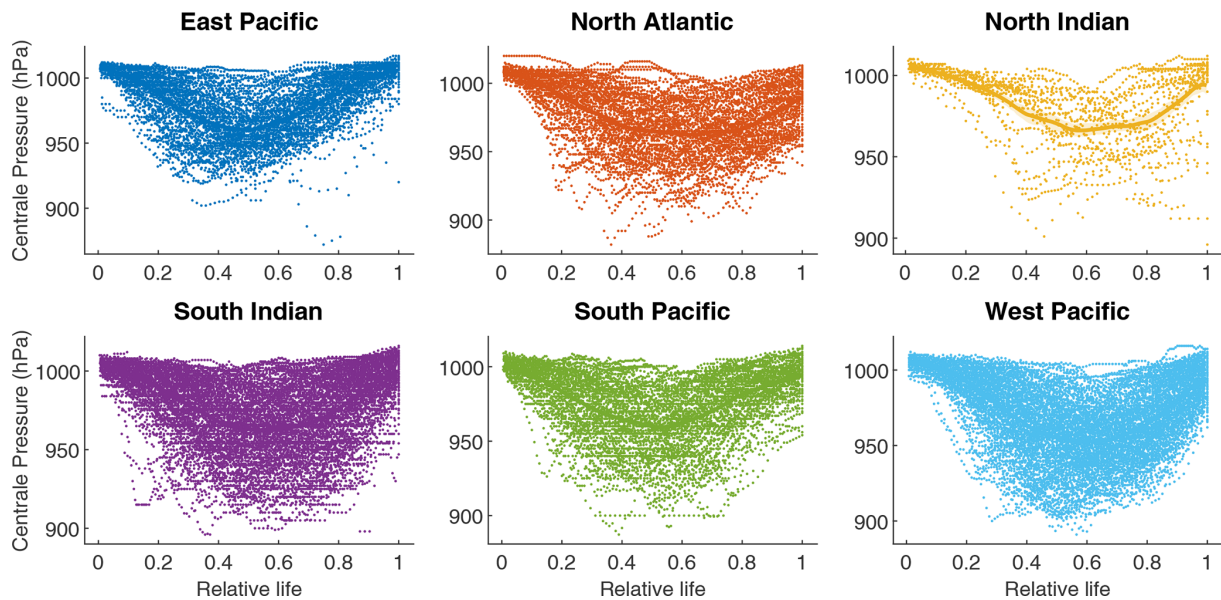 East Pacific
North Atlantic
North Indian
Centrale Pressure (hPa)
1000
950
900
0 0.2 0.4 0.6 0.8 1
1000
950
900
0 0.2 0.4 0.6 0.8 1
1000
950
900
0 0.2 0.4 0.6 0.8 1
South Indian
South Pacific
West Pacific
Centrale Pressure (hPa)
1000
950
900
0 0.2 0.4 0.6 0.8 1
Relative life
1000
950
900
0 0.2 0.4 0.6 0.8 1
Relative life
1000
950
900
0 0.2 0.4 0.6 0.8 1
Relative life